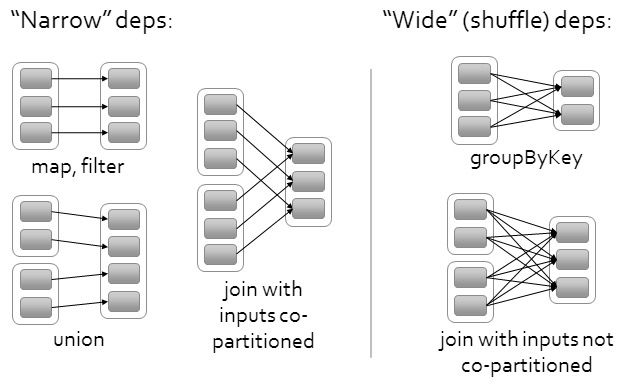 “Narrow” deps:
“Wide” (shuffle) deps:
map, filter
union
join with
inputs co-
partitioned
groupByKey
join with inputs not
co-partitioned